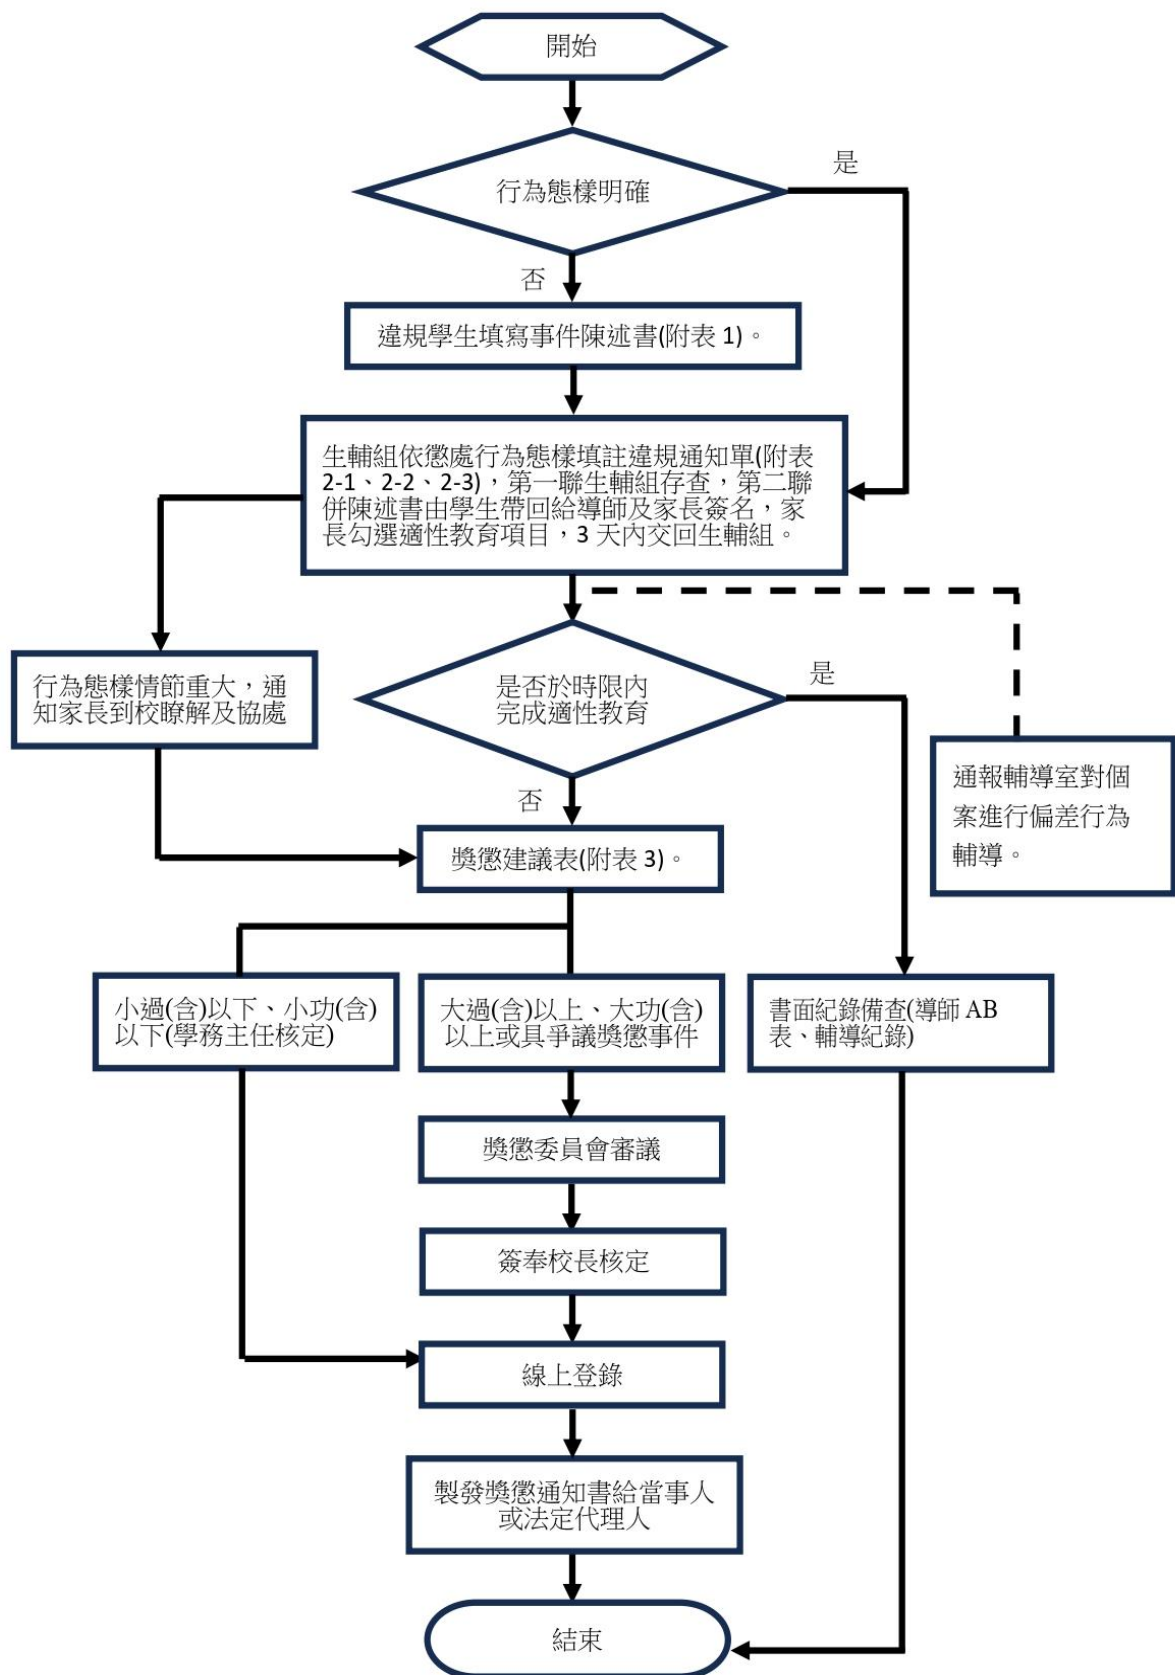 開始
行為態樣明確
是
否
違規學生填寫事件陳述書(附表 1)。
生輔組依懲處行為態樣填註違規通知單(附表
2-1、2-2、2-3)，第一聯生輔組存查，第二聯
併陳述書由學生帶回給導師及家長簽名，家
長勾選適性教育項目，3 天內交回生輔組。
行為態樣情節重大，通
知家長到校瞭解及協處
是否於時限內
完成適性教育
是
否
通報輔導室對個
案進行偏差行為
輔導。
獎懲建議表(附表 3)。
小過(含)以下、小功(含)
以下(學務主任核定)
大過(含)以上、大功(含)
以上或具爭議獎懲事件
書面紀錄備查(導師 AB
表、輔導紀錄)
獎懲委員會審議
簽奉校長核定
線上登錄
製發獎懲通知書給當事人
或法定代理人
結束